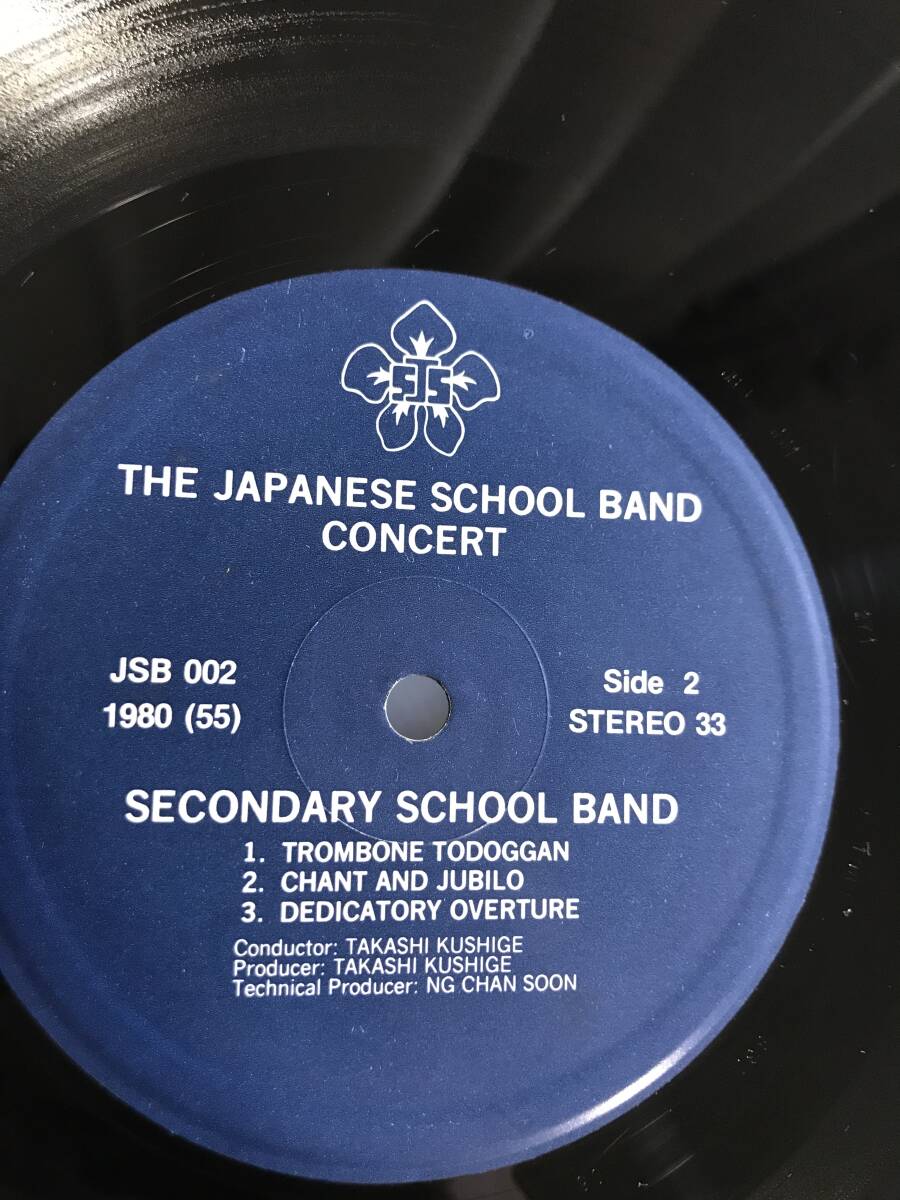 SJS
THE JAPANESE SCHOOL BAND
CONCERT
JSB 002
1980 (55)
Side 2
STEREO 33
SECONDARY SCHOOL BAND
1. TROMBONE TODOGGAN
2. CHANT AND JUBILO
3. DEDICATORY OVERTURE
Conductor: TAKASHI KUSHIGE
Producer: TAKASHI KUSHIGE
Technical Producer: NG CHAN SOON